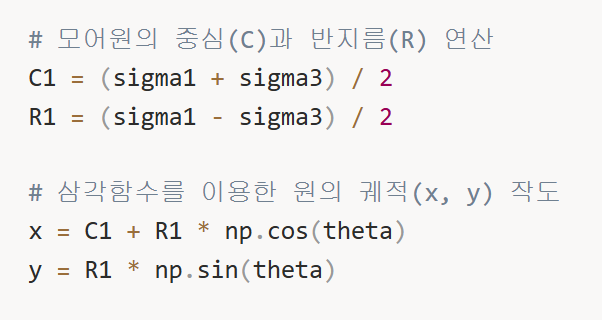 # 모어원의 중심(C)과 반지름(R) 연산
C1 = (sigma1 + sigma3) / 2
R1 = (sigma1 - sigma3) / 2
# 삼각함수를 이용한 원의 궤적(x, y) 작도
x = C1 + R1 * np.cos(theta)
y = R1 * np.sin(theta)